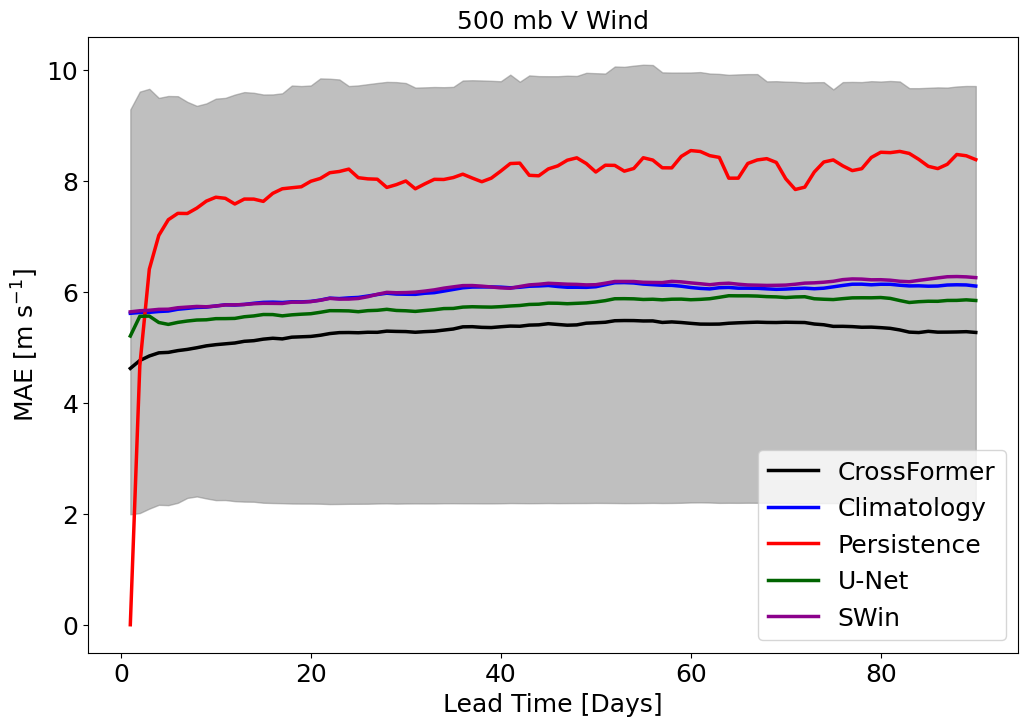 500 mb V Wind
MAE [m s⁻¹]
10
8
6
4
2
0
0 20 40 60 80
Lead Time [Days]
CrossFormer
Climatology
Persistence
U-Net
SWin